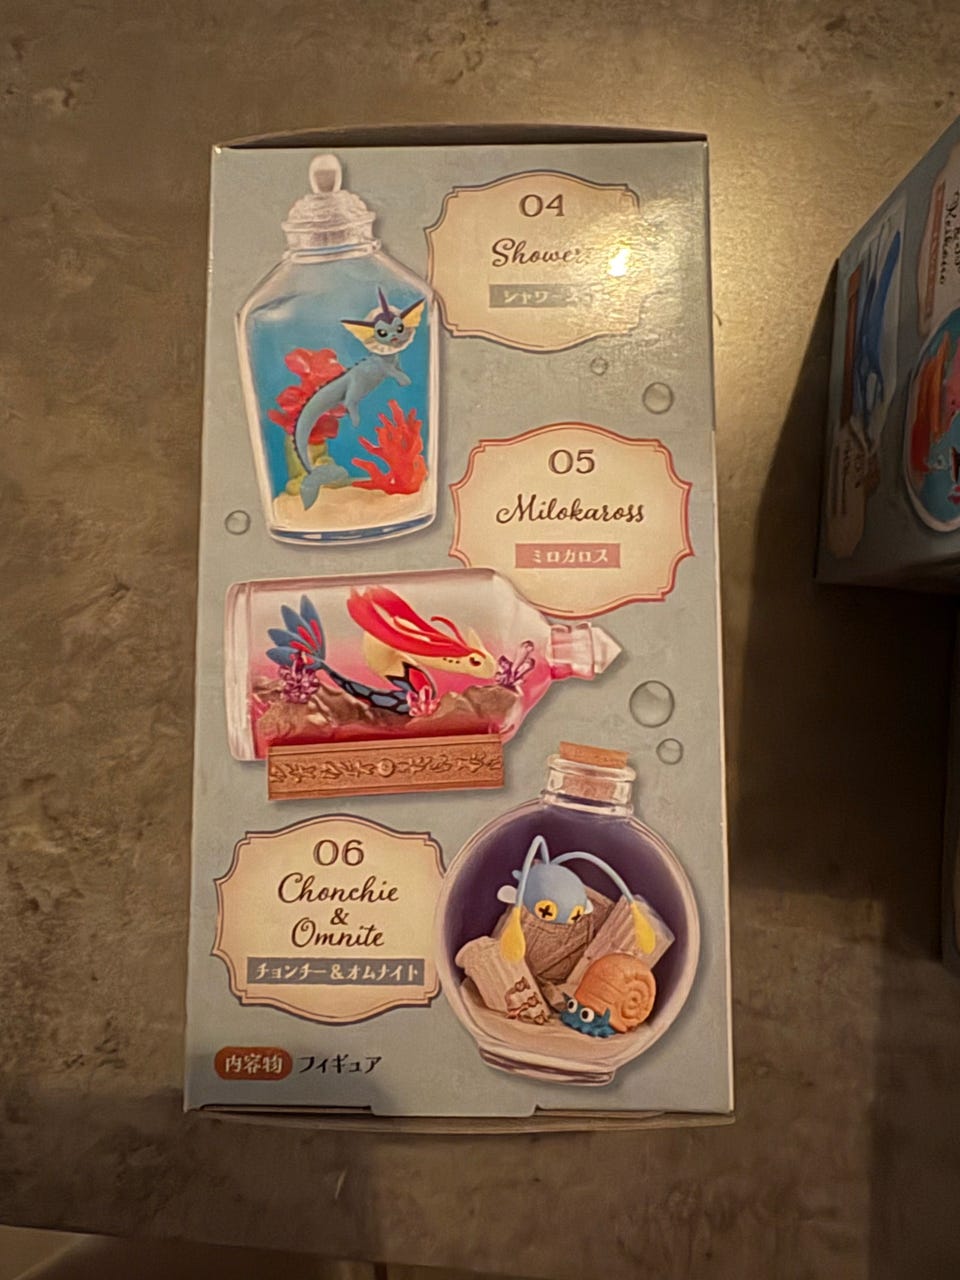 04
05
Milokaross
ミロカロス
06
Chonchie
&
Omnite
チョンチー&オムナイト
内容物 フィギュア